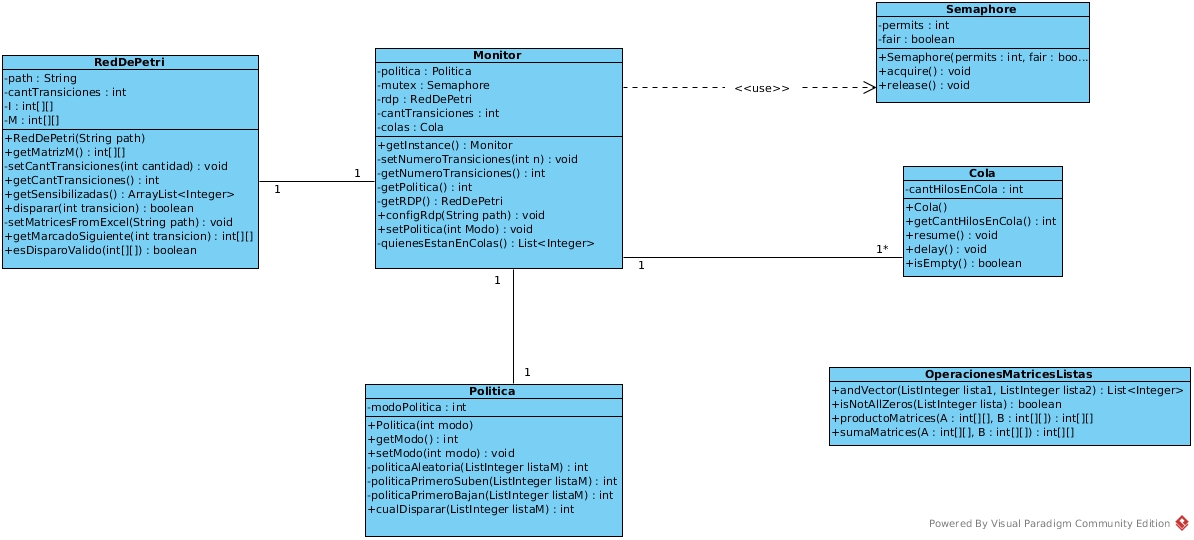 RedDePetri
-path : String
-cantTransiciones : int
-I : int[][]
-M : int[][]
+RedDePetri(String path)
+getMatrizM() : int[][]
-setCantTransiciones(int cantidad) : void
+getCantTransiciones() : int
+getSensibilizadas() : ArrayList<Integer>
+disparar(int transicion) : boolean
-setMatricesFromExcel(String path) : void
+getMarcadoSiguiente(int transicion) : int[][]
+esDisparoValido(int[][]) : boolean
1
1
Monitor
-politica : Politica
-mutex : Semaphore
-rdp : RedDePetri
-cantTransiciones : int
-colas : Cola
+getInstance() : Monitor
-setNumeroTransiciones(int n) : void
-getNumeroTransiciones() : int
-getPolitica() : int
-getRDP() : RedDePetri
+configRdp(String path) : void
+setPolitica(int Modo) : void
-quienesEstanEnColas() : List<Integer>
<<use>>
Semaphore
-permits : int
-fair : boolean
+Semaphore(permits : int, fair : boo...
+acquire() : void
+release() : void
1
1*
Cola
-cantHilosEnCola : int
+Cola()
+getCantHilosEnCola() : int
+resume() : void
+delay() : void
+isEmpty() : boolean
1
1
Politica
-modoPolitica : int
+Politica(int modo)
+getModo() : int
+setModo(int modo) : void
-politicaAleatoria(ListInteger listaM) : int
-politicaPrimeroSuben(ListInteger listaM) : int
-politicaPrimeroBajan(ListInteger listaM) : int
+cualDisparar(ListInteger listaM) : int
OperacionesMatricesListas
+andVector(ListInteger lista1, ListInteger lista2) : List<Integer>
+isNotAllZeros(ListInteger lista) : boolean
+productoMatrices(A : int[][], B : int[][]) : int[][]
+sumaMatrices(A : int[][], B : int[][]) : int[][]
Powered By Visual Paradigm Community Edition